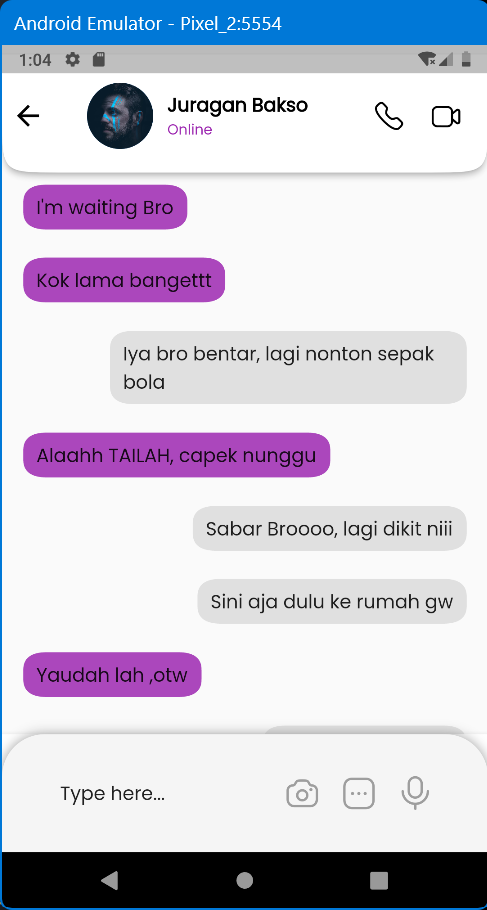 Android Emulator - Pixel_2:5554
1:04
Juragan Bakso
Online
I'm waiting Bro
Kok lama bangettt
Iya bro bentar, lagi nonton sepak
bola
Alaahh TAILAH, capek nunggu
Sabar Broooo, lagi dikit niii
Sini aja dulu ke rumah gw
Yaudah lah ,otw
Type here...